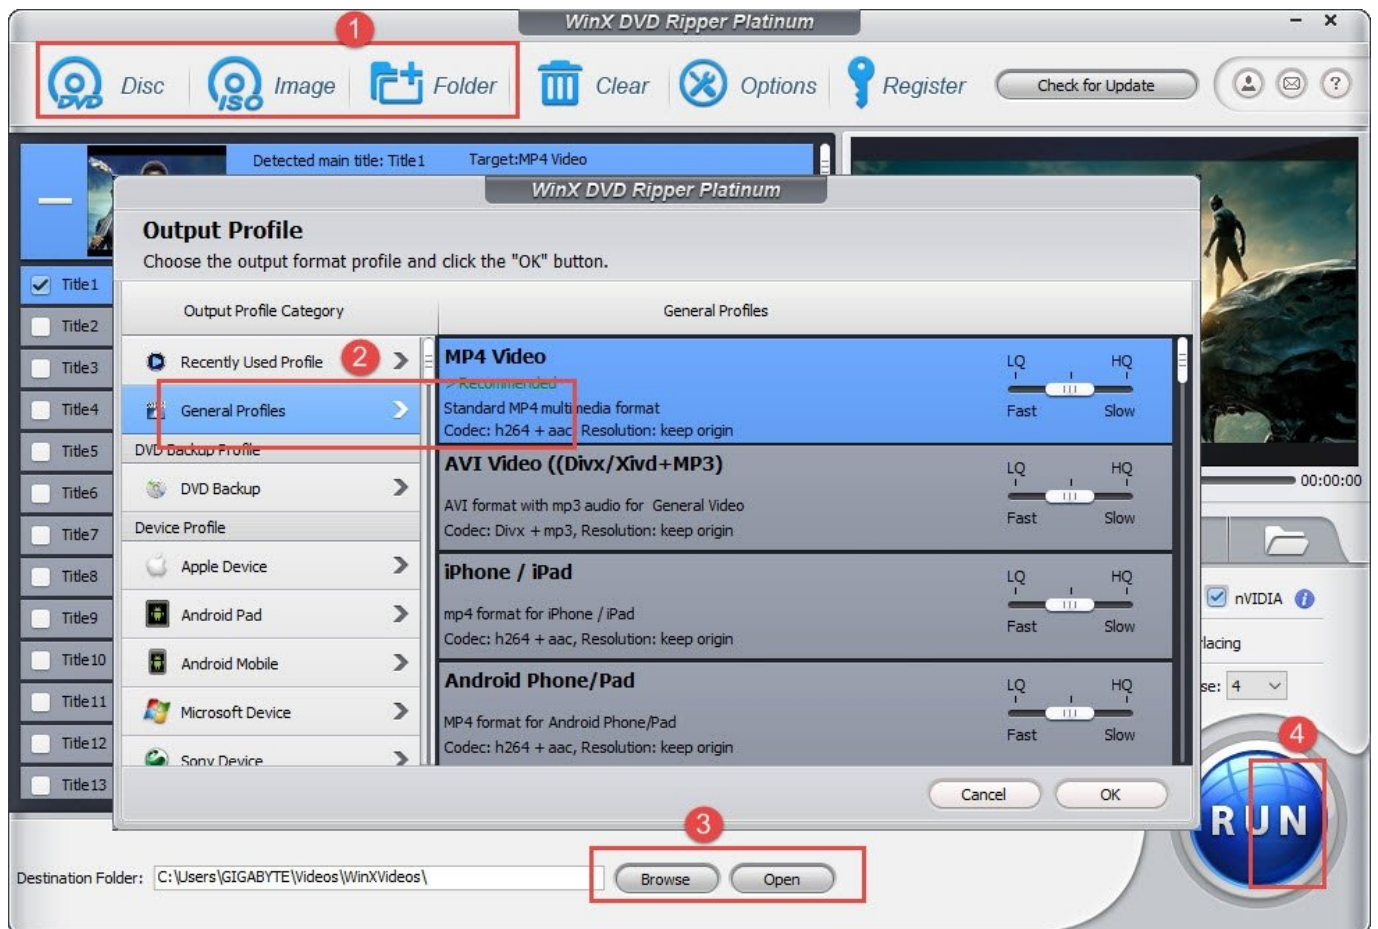 WinX DVD Ripper Platinum
1
DVD Disc ISO Image Folder Clear Options Register Check for Update ?
Detected main title: Title1 Target:MP4 Video
WinX DVD Ripper Platinum
Output Profile
Choose the output format profile and click the "OK" button.
Output Profile Category
General Profiles
Title1
Title2
Title3
Title4
Title5
Title6
Title7
Title8
Title9
Title10
Title11
Title12
Title13
Recently Used Profile
2
General Profiles
DVD Backup Profile
DVD Backup
Device Profile
Apple Device
Android Pad
Android Mobile
Microsoft Device
Sony Device
MP4 Video
>Recommended
Standard MP4 multimedia format
Codec: h264 + aac, Resolution: keep origin
LQ HQ
Fast Slow
AVI Video ((Divx/Xivd+MP3)
AVI format with mp3 audio for General Video
Codec: Divx + mp3, Resolution: keep origin
LQ HQ
Fast Slow
iPhone / iPad
mp4 format for iPhone / iPad
Codec: h264 + aac, Resolution: keep origin
LQ HQ
Fast Slow
Android Phone/Pad
MP4 format for Android Phone/Pad
Codec: h264 + aac, Resolution: keep origin
LQ HQ
Fast Slow
Cancel OK
00:00:00
nVIDIA i
lacing
se: 4
4
RUN
3
Destination Folder: C:\Users\GIGABYTE\Videos\WinXVideos\ Browse Open